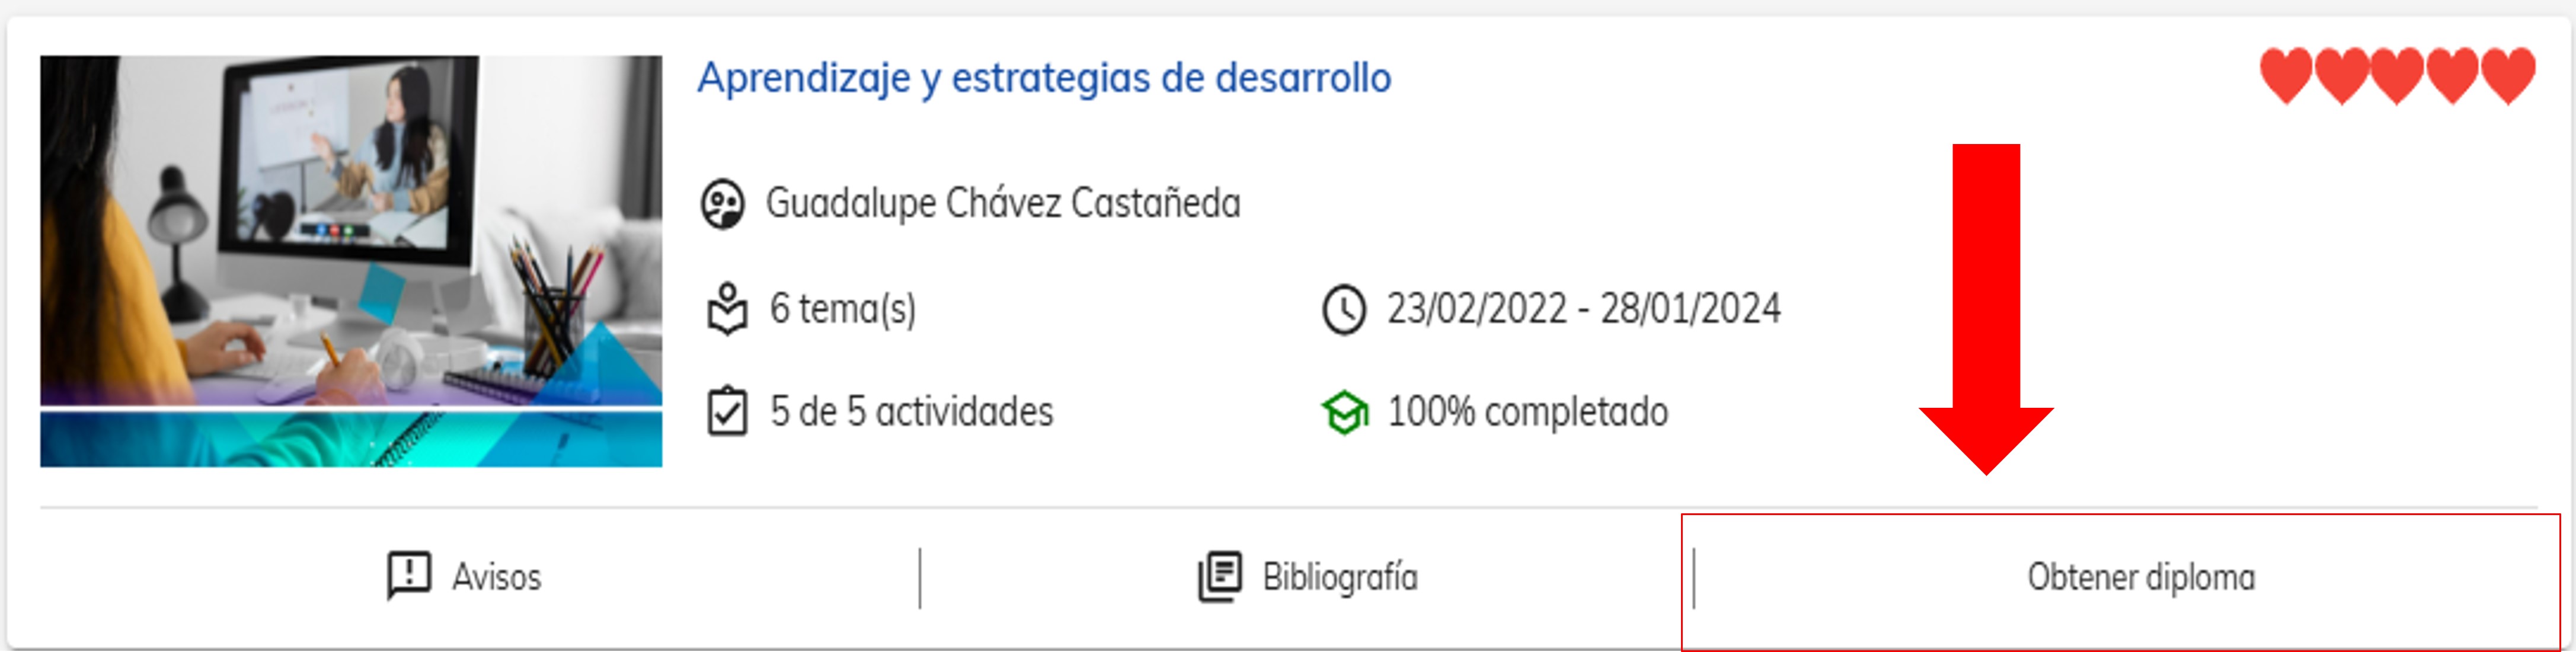 Aprendizaje y estrategias de desarrollo
Guadalupe Chávez Castañeda
6 tema(s)
23/02/2022 - 28/01/2024
5 de 5 actividades
100% completado
Avisos
Bibliografía
Obtener diploma